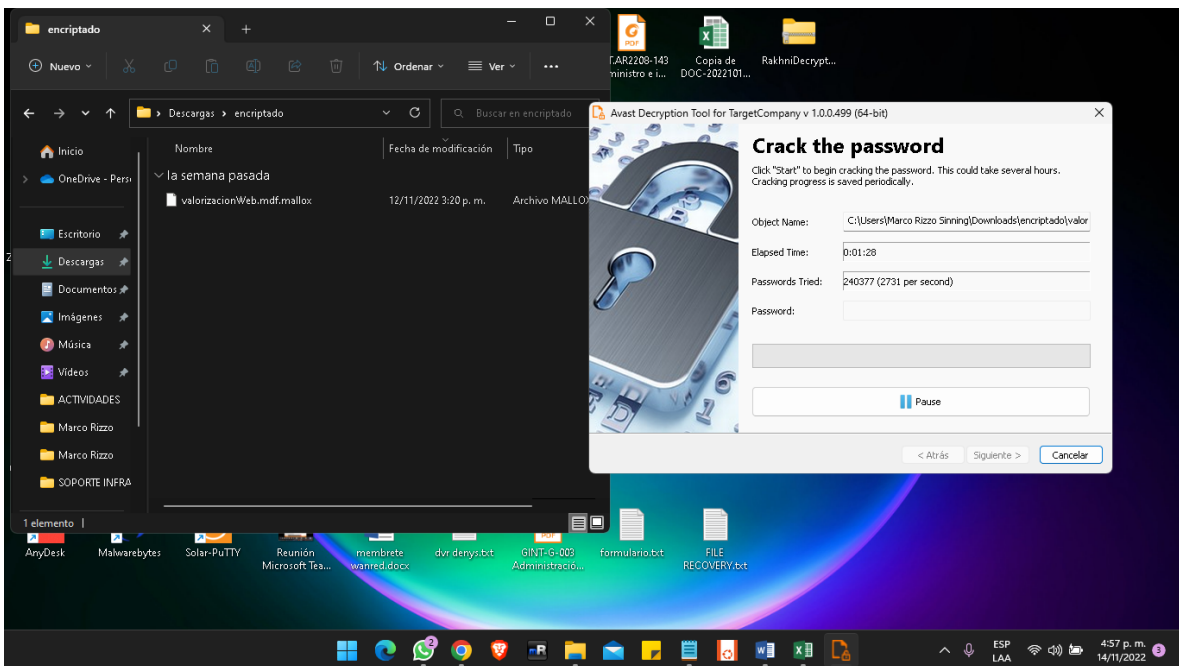 encriptado
Nuevo
Ordenar
Ver
Descargas
encriptado
Buscar en encriptado
Inicio
OneDrive - Pers
Escritorio
Descargas
Documentos
Imágenes
Música
Vídeos
ACTIVIDADES
Marco Rizzo
Marco Rizzo
SOPORTE INFRA
Nombre
Fecha de modificación
Tipo
la semana pasada
valorizacionWeb.mdf.mallox
12/11/2022 3:20 p. m.
Archivo MALLOX
1 elemento
PDF
T.AR2208-143
ministro e i...
Copia de
DOC-2022101...
RakhniDecrypt...
Avast Decryption Tool for TargetCompany v 1.0.0.499 (64-bit)
Crack the password
Click "Start" to begin cracking the password. This could take several hours.
Cracking progress is saved periodically.
Object Name:
C:\Users\Marco Rizzo Sinning\Downloads\encriptado\valor
Elapsed Time:
0:01:28
Passwords Tried:
240377 (2731 per second)
Password:
Pause
< Atrás
Siguiente >
Cancelar
AnyDesk
Malwarebytes
Solar-PuTTY
Reunión
Microsoft Tea...
membrete
wanred.docx
dvr denys.txt
PDF
GINT-G-003
Administració...
formulario.txt
FILE
RECOVERY.txt
2
ESP
LAA
4:57 p. m.
14/11/2022
3